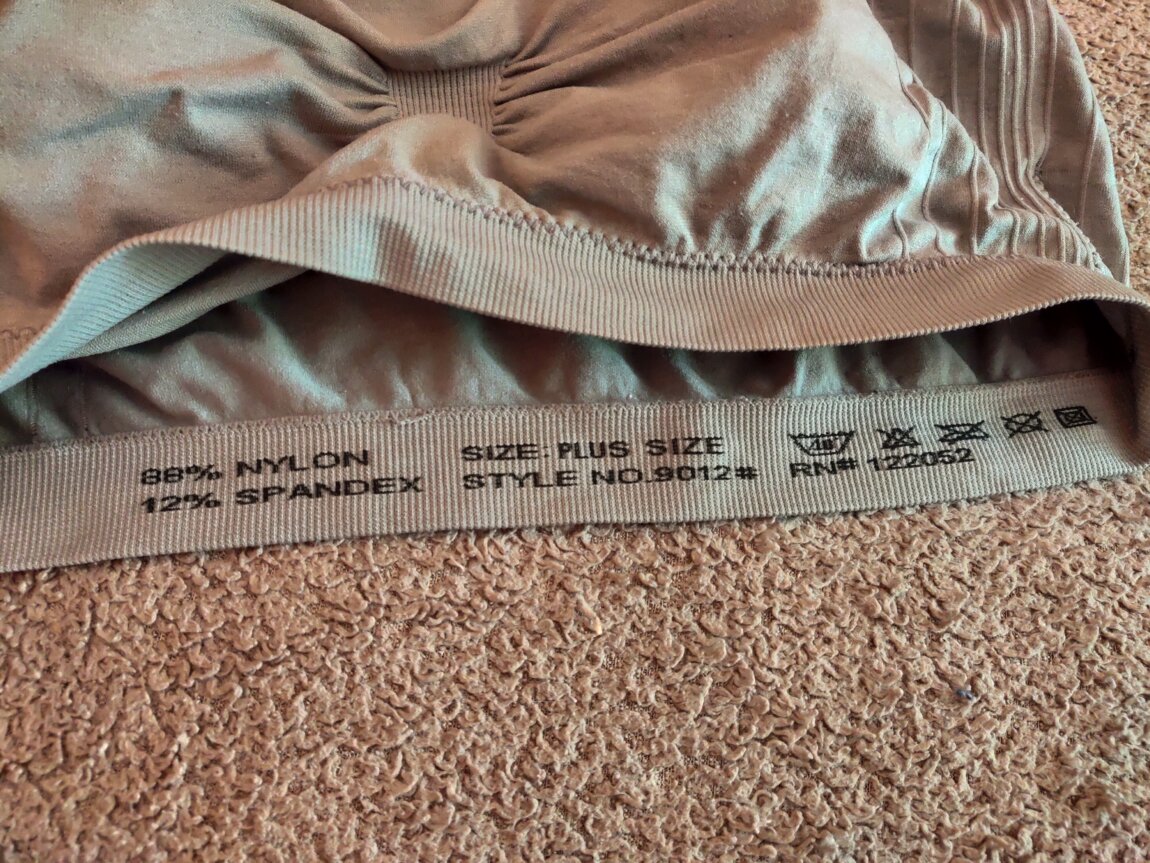 88% NYLON
12% SPANDEX
SIZE: PLUS SIZE
STYLE NO.9012#
RN# 122052